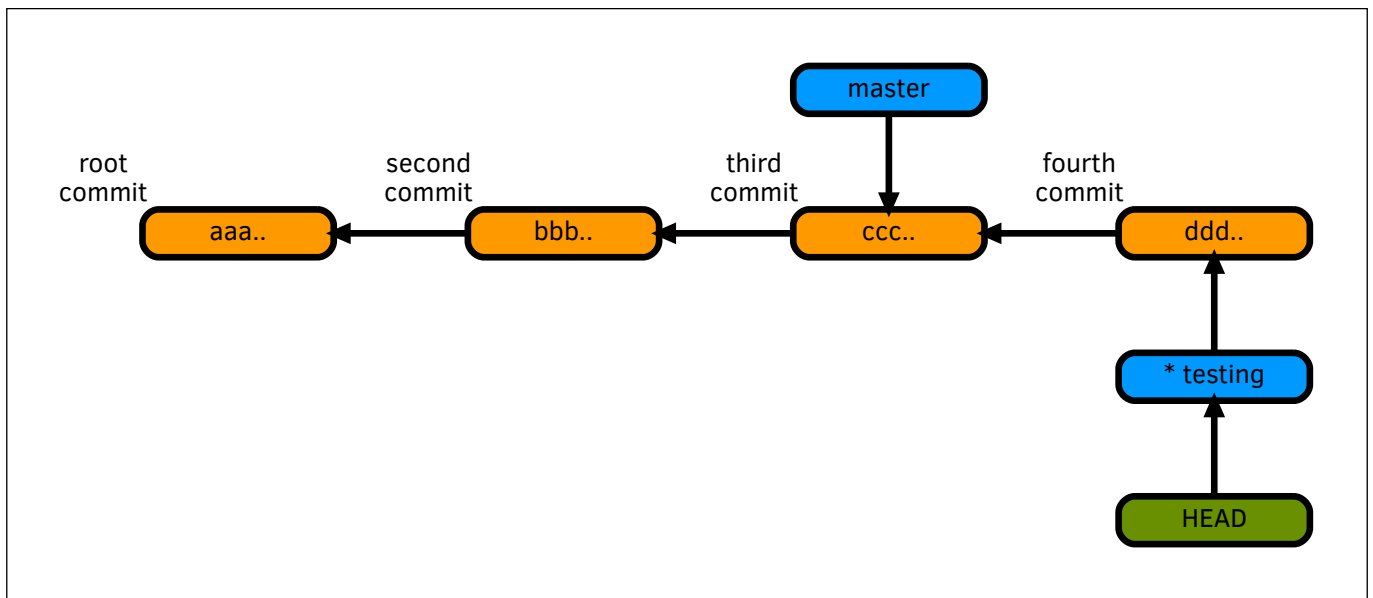 master
root
commit
second
commit
third
commit
fourth
commit
aaa..
bbb..
ccc..
ddd..
* testing
HEAD